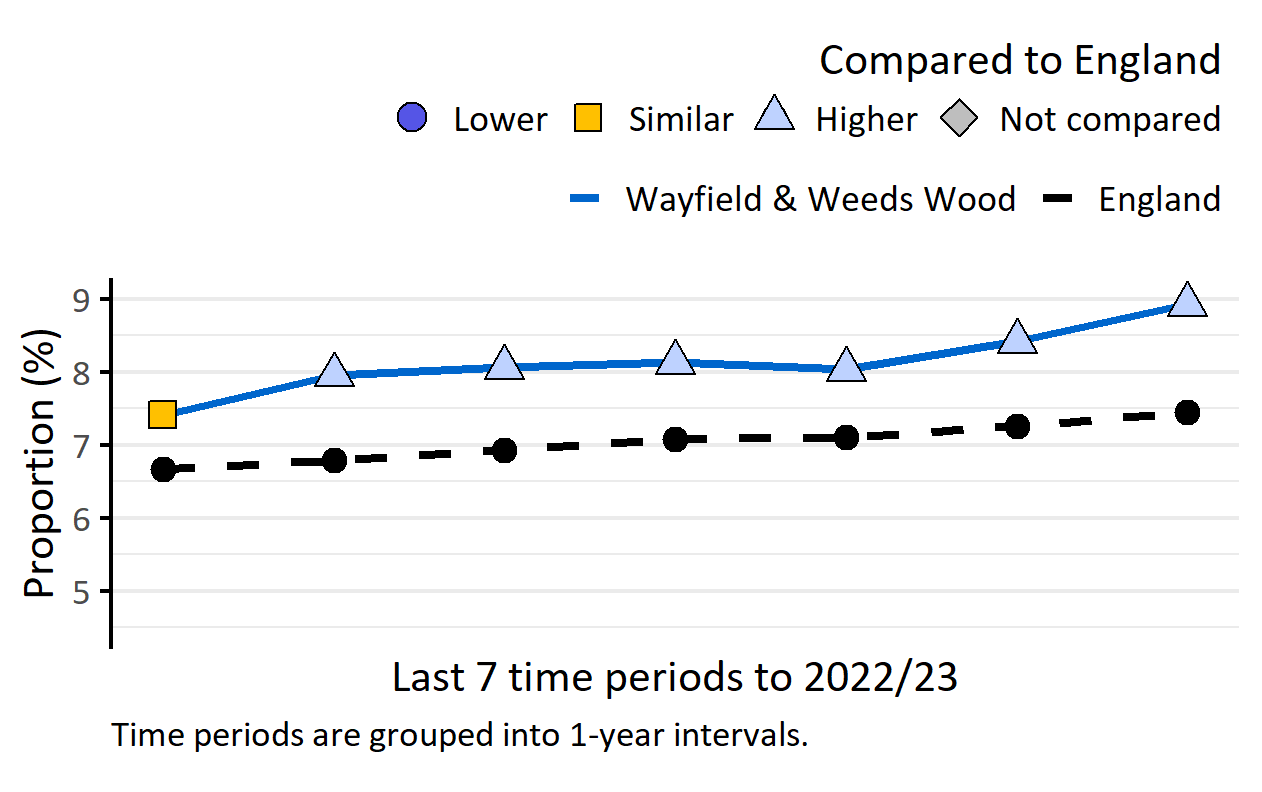 Compared to England
Lower Similar Higher Not compared
Wayfield & Weeds Wood England
Proportion (%)
9
8
7
6
5
Last 7 time periods to 2022/23
Time periods are grouped into 1-year intervals.